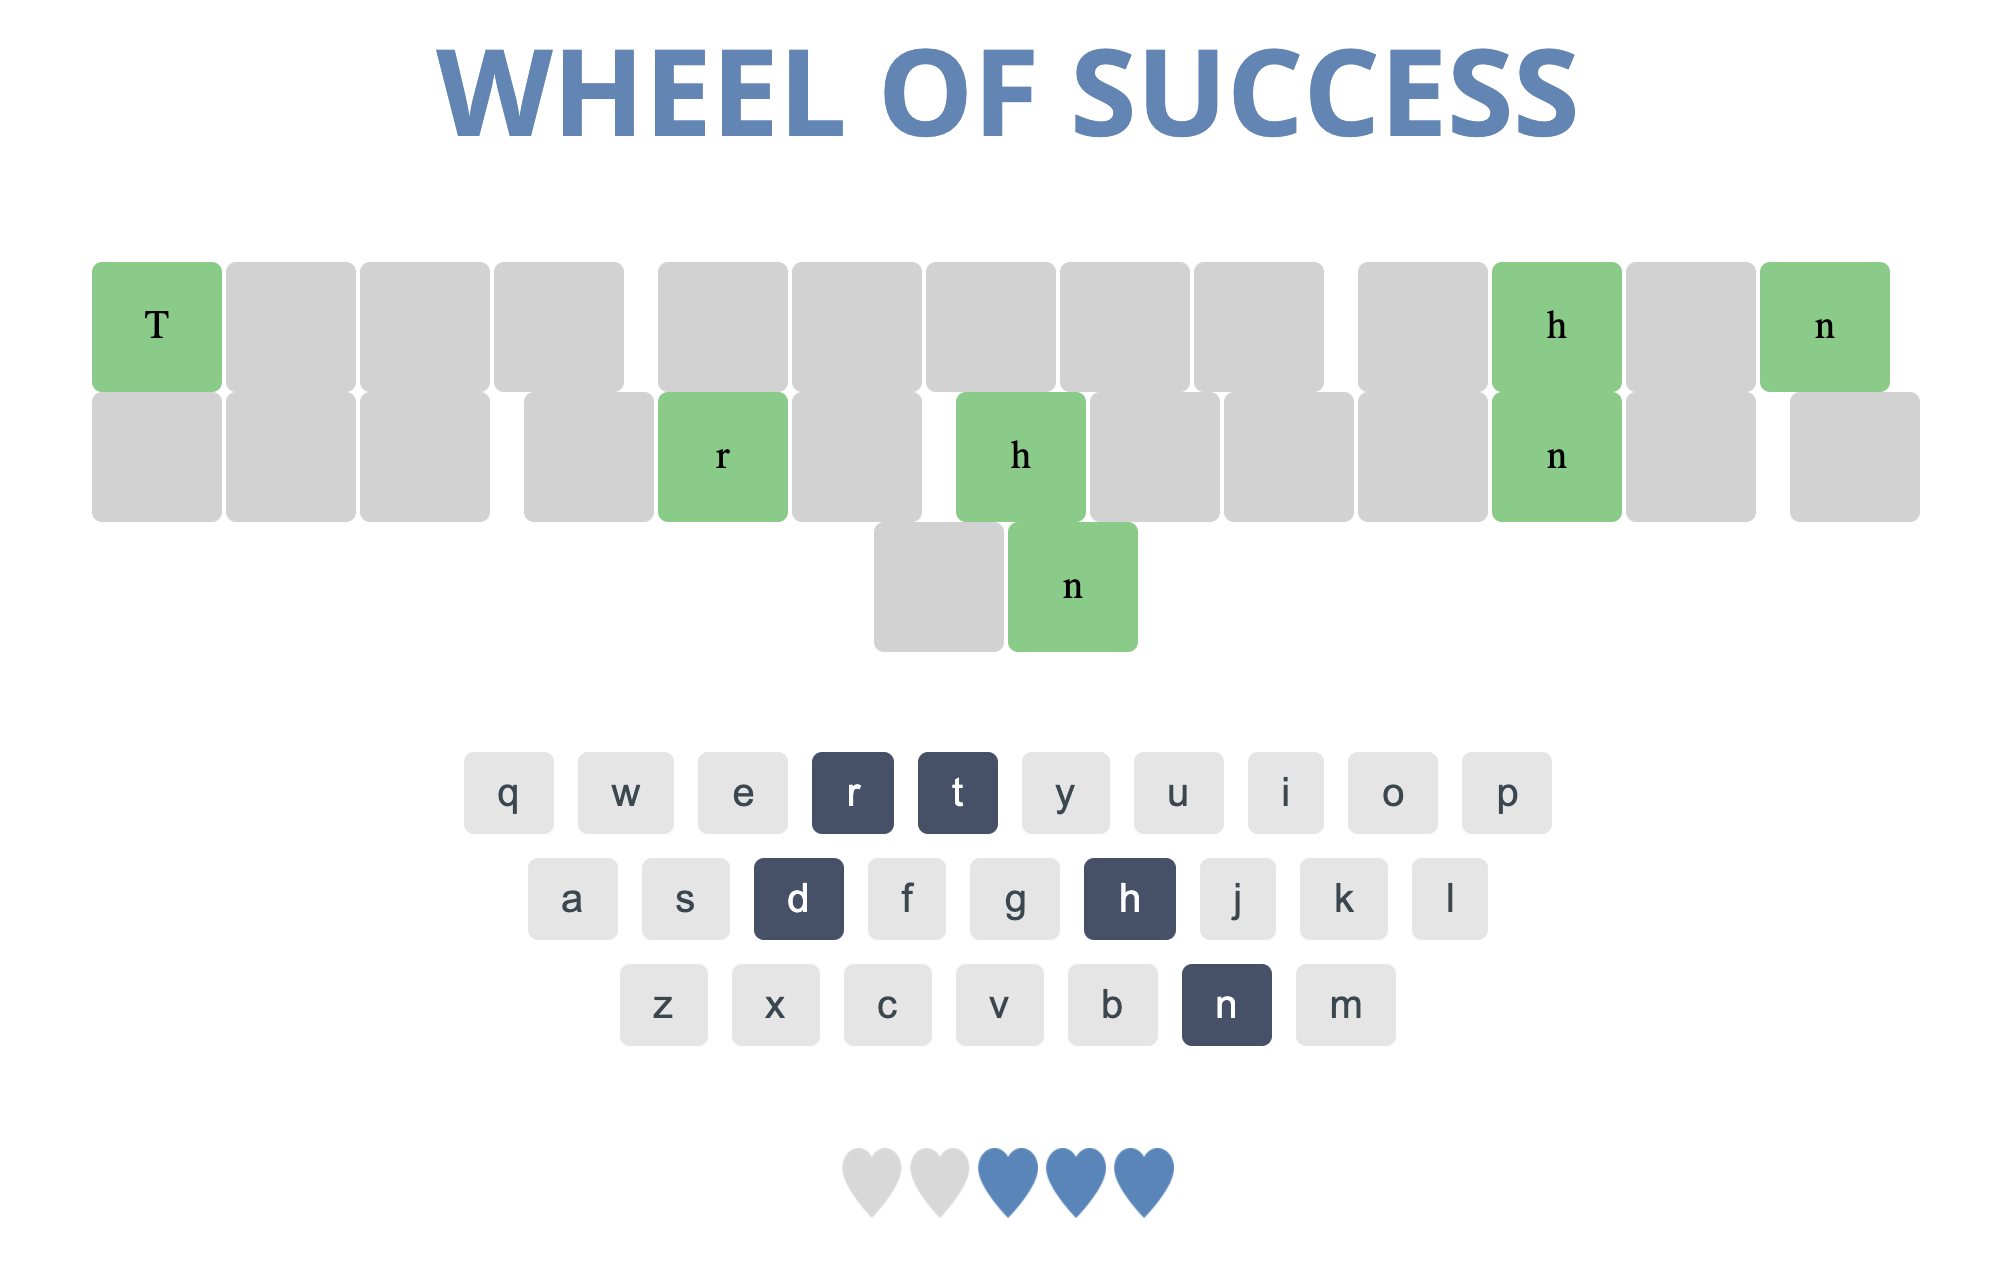 WHEEL OF SUCCESS
T h n
r h n
n
q w e r t y u i o p
a s d f g h j k l
z x c v b n m